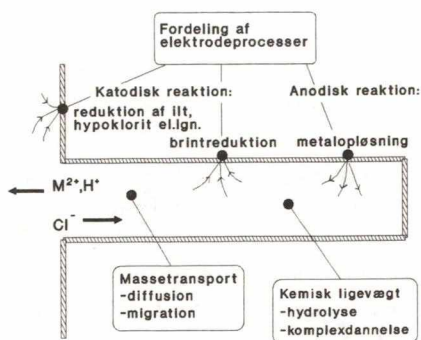 Fordeling af
elektrodeprocesser
Katodisk reaktion:
Anodisk reaktion:
reduktion af ilt,
hypoklorit el.ign.
brintreduktion
metalopløsning
M²⁺,H⁺
Cl⁻
Massetransport
-diffusion
-migration
Kemisk ligevægt
-hydrolyse
-komplexdannelse